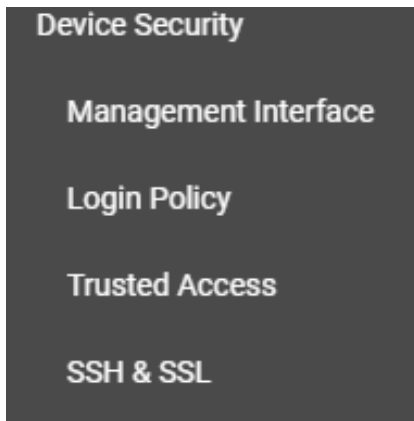 Device Security
Management Interface
Login Policy
Trusted Access
SSH & SSL